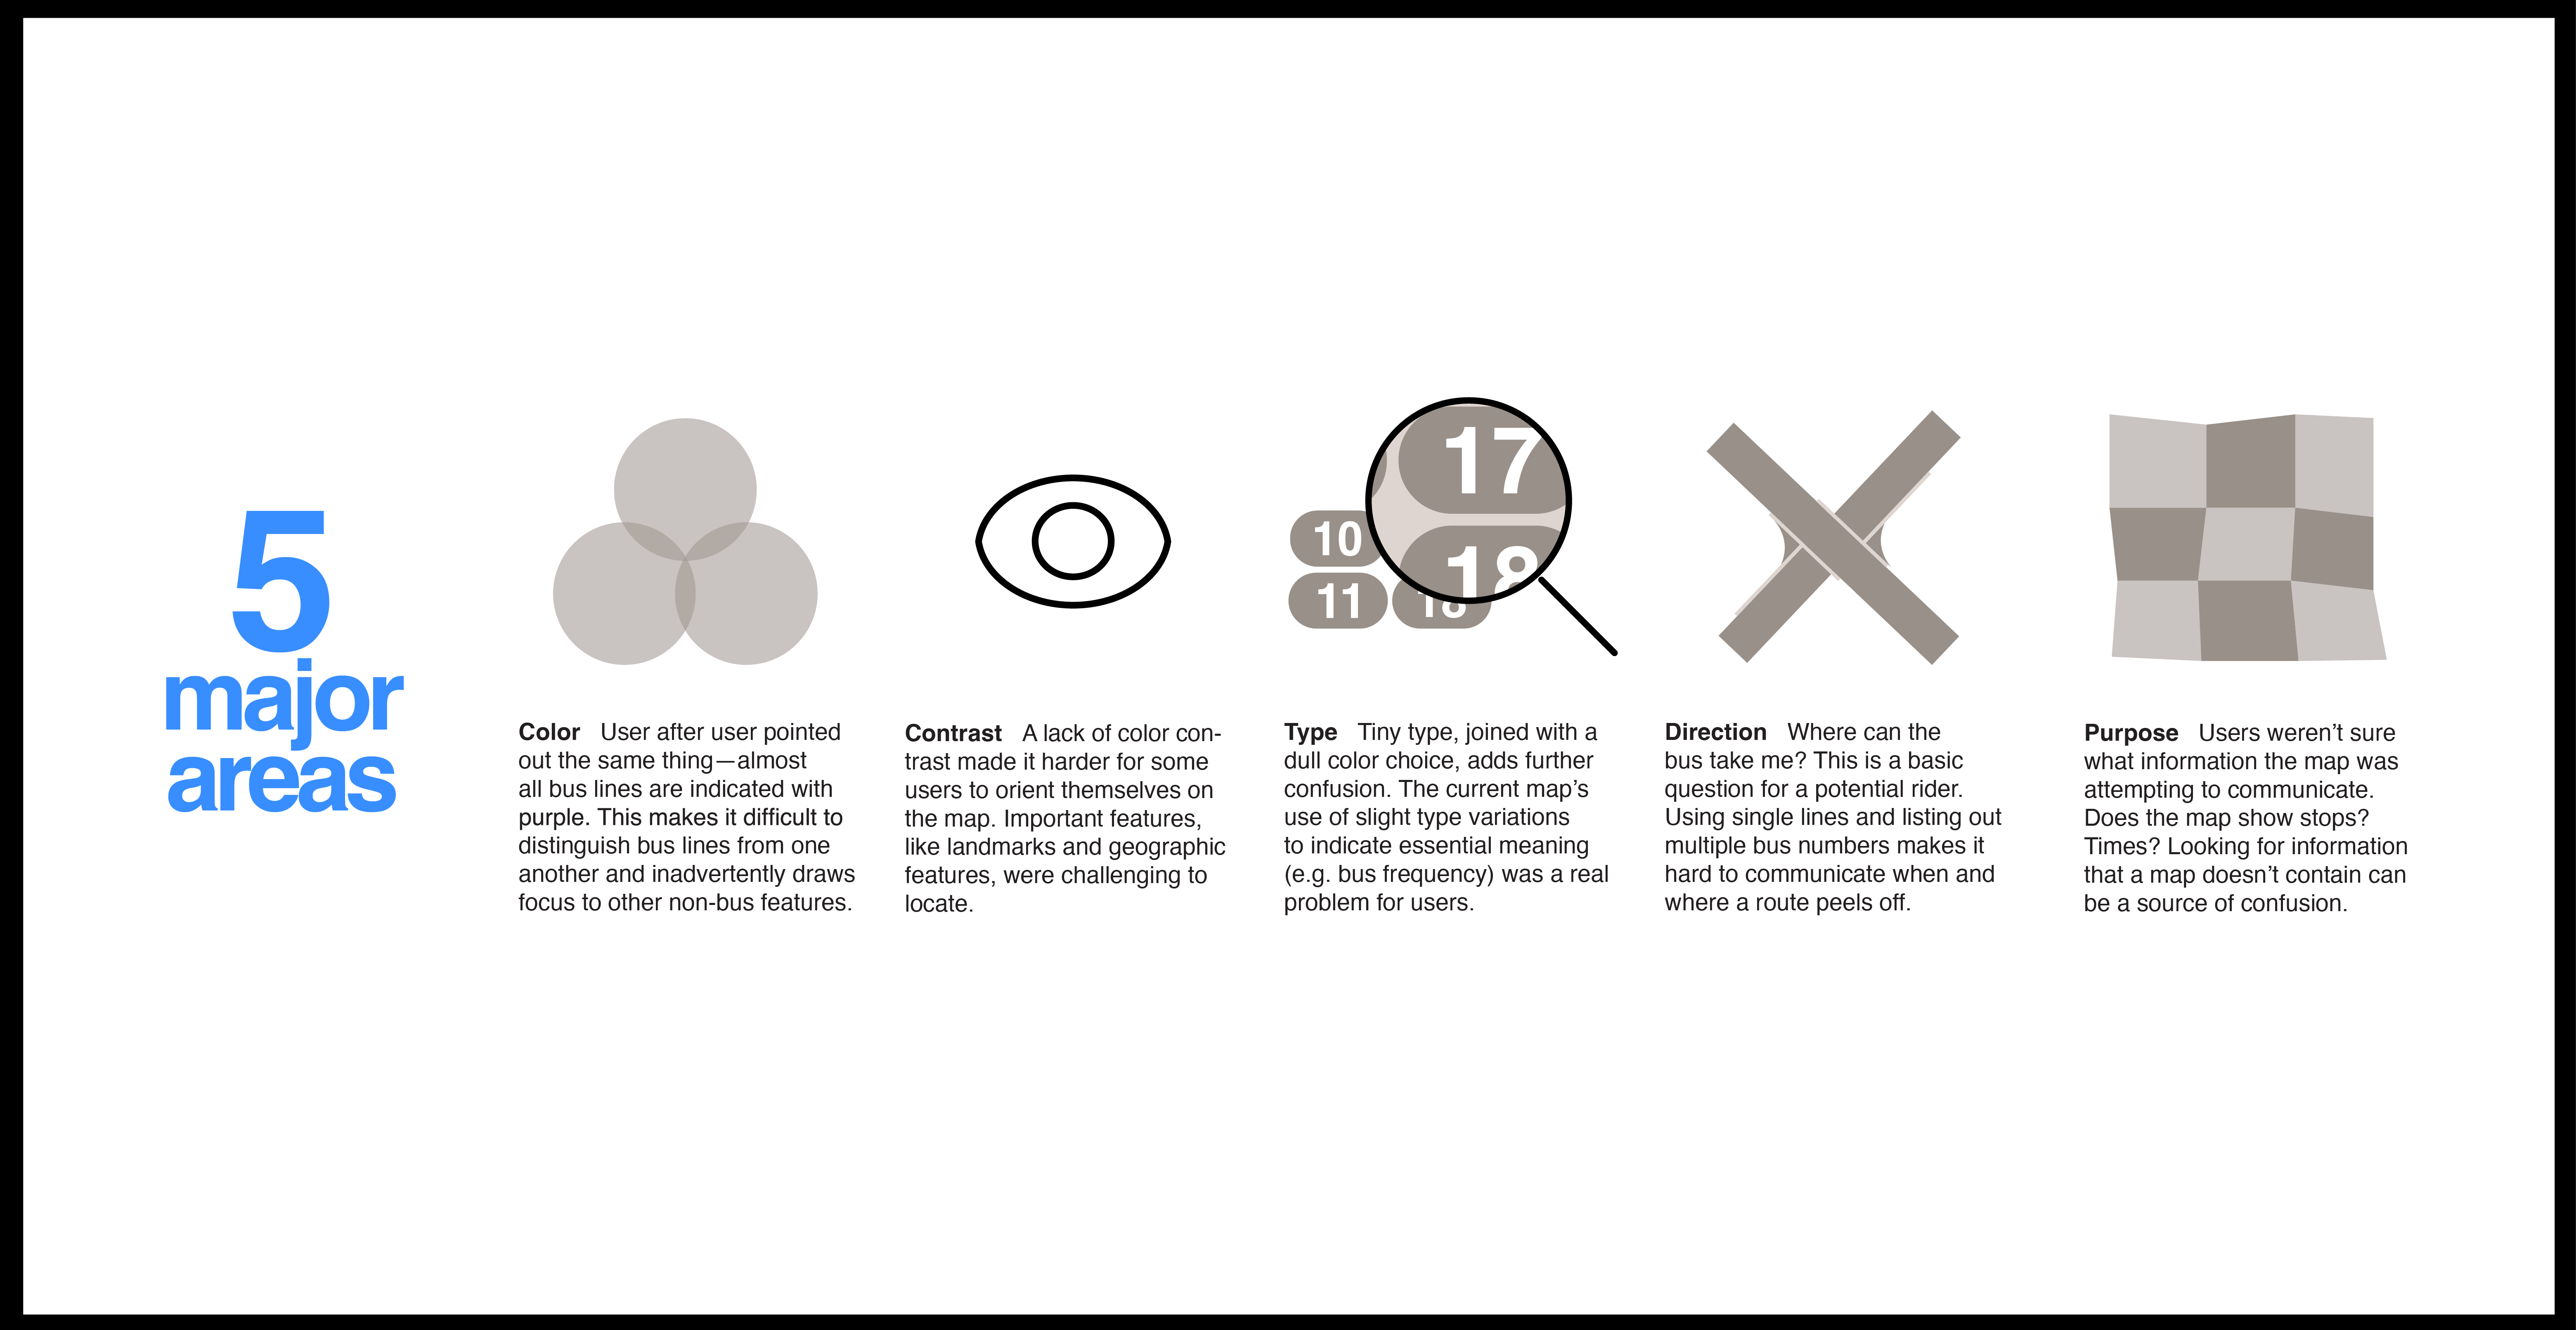 5
major
areas
10
11
17
18
18
Color User after user pointed
out the same thing—almost
all bus lines are indicated with
purple. This makes it difficult to
distinguish bus lines from one
another and inadvertently draws
focus to other non-bus features.
Contrast A lack of color con-
trast made it harder for some
users to orient themselves on
the map. Important features,
like landmarks and geographic
features, were challenging to
locate.
Type Tiny type, joined with a
dull color choice, adds further
confusion. The current map’s
use of slight type variations
to indicate essential meaning
(e.g. bus frequency) was a real
problem for users.
Direction Where can the
bus take me? This is a basic
question for a potential rider.
Using single lines and listing out
multiple bus numbers makes it
hard to communicate when and
where a route peels off.
Purpose Users weren’t sure
what information the map was
attempting to communicate.
Does the map show stops?
Times? Looking for information
that a map doesn’t contain can
be a source of confusion.